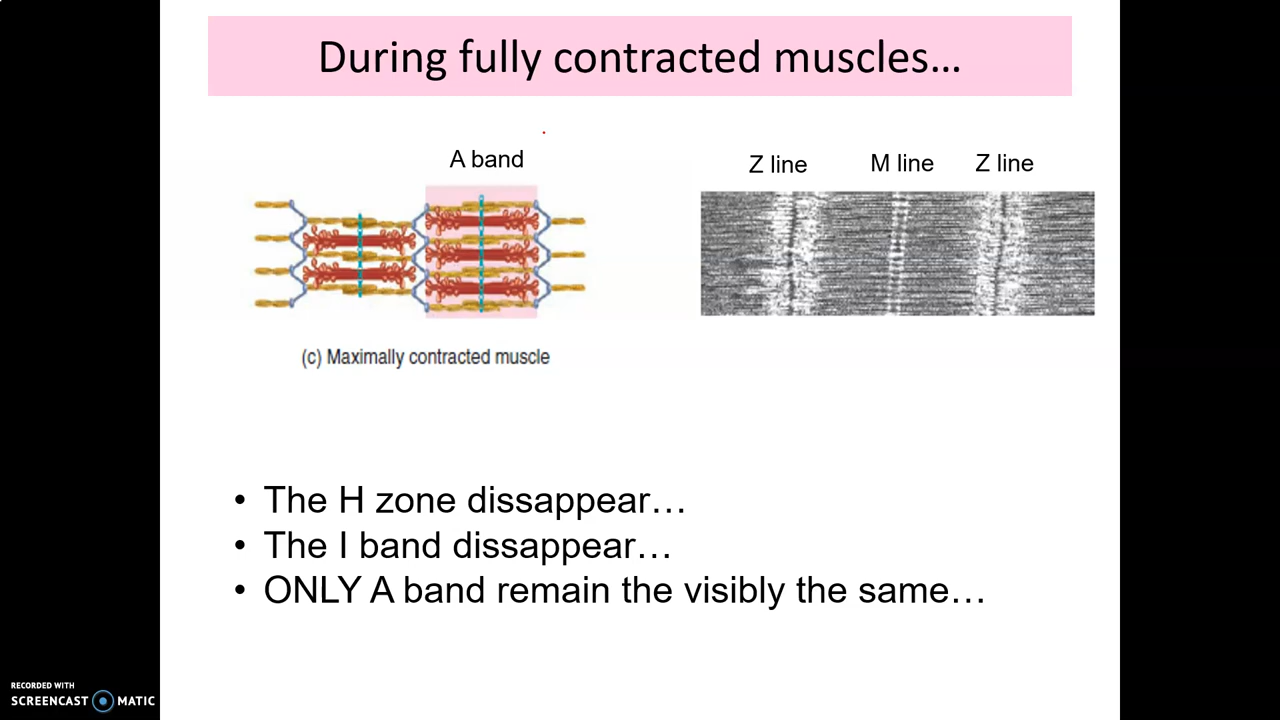 During fully contracted muscles…
A band
Z line
M line
Z line
(c) Maximally contracted muscle
• The H zone dissappear…
• The I band dissappear…
• ONLY A band remain the visibly the same…
RECORDED WITH
SCREENCAST MATIC